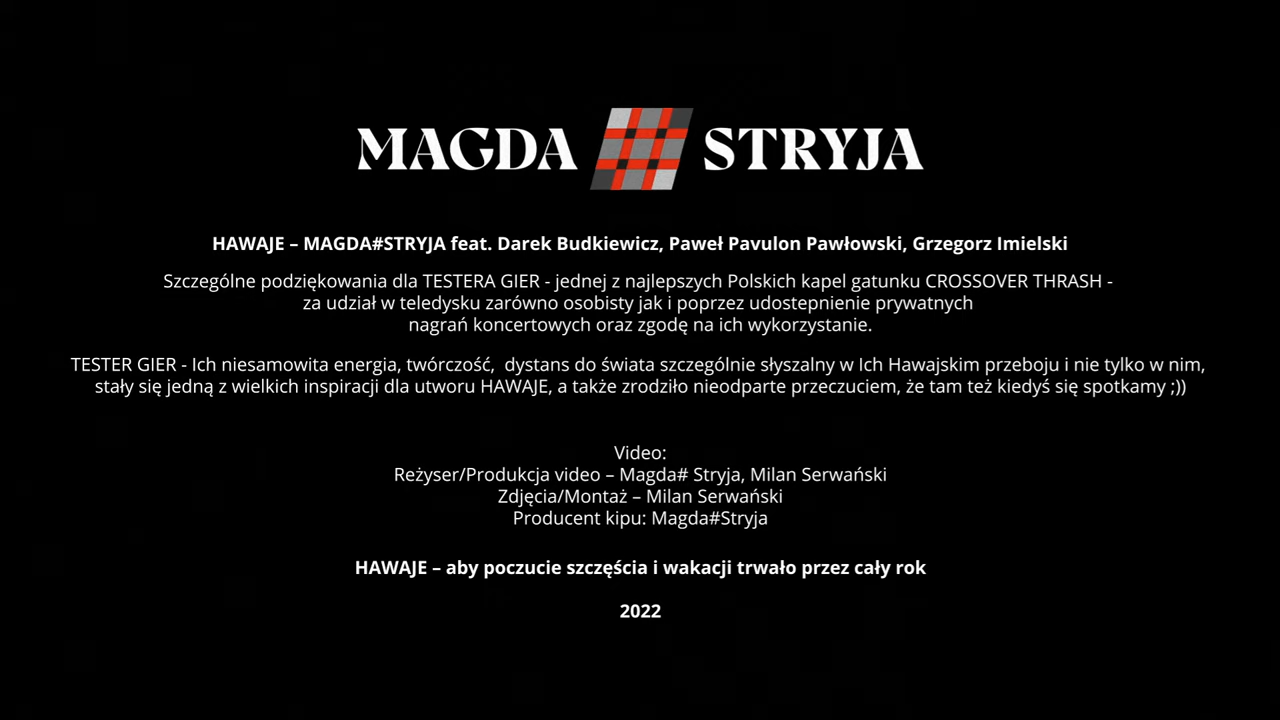 MAGDA # STRYJA
HAWAJE – MAGDA#STRYJA feat. Darek Budkiewicz, Paweł Pavulon Pawłowski, Grzegorz Imielski
Szczególne podziękowania dla TESTERA GIER - jednej z najlepszych Polskich kapel gatunku CROSSOVER THRASH -
za udział w teledysku zarówno osobisty jak i poprzez udostepnienie prywatnych
nagrań koncertowych oraz zgodę na ich wykorzystanie.
TESTER GIER - Ich niesamowita energia, twórczość,  dystans do świata szczególnie słyszalny w Ich Hawajskim przeboju i nie tylko w nim,
stały się jedną z wielkich inspiracji dla utworu HAWAJE, a także zrodziło nieodparte przeczuciem, że tam też kiedyś się spotkamy ;))
Video:
Reżyser/Produkcja video – Magda# Stryja, Milan Serwański
Zdjęcia/Montaż – Milan Serwański
Producent kipu: Magda#Stryja
HAWAJE – aby poczucie szczęścia i wakacji trwało przez cały rok
2022